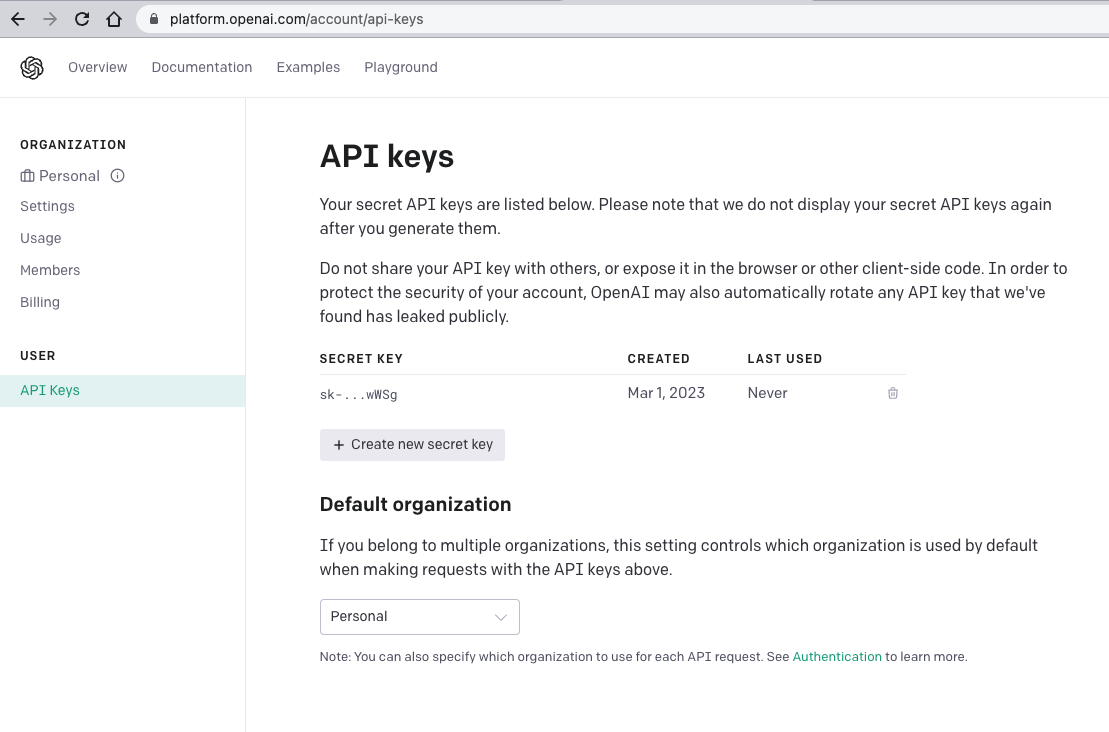 platform.openai.com/account/api-keys
Overview Documentation Examples Playground
ORGANIZATION
Personal
Settings
Usage
Members
Billing
USER
API Keys
API keys
Your secret API keys are listed below. Please note that we do not display your secret API keys again
after you generate them.
Do not share your API key with others, or expose it in the browser or other client-side code. In order to
protect the security of your account, OpenAI may also automatically rotate any API key that we've
found has leaked publicly.
SECRET KEY CREATED LAST USED
sk-...wWSg Mar 1, 2023 Never
+ Create new secret key
Default organization
If you belong to multiple organizations, this setting controls which organization is used by default
when making requests with the API keys above.
Personal
Note: You can also specify which organization to use for each API request. See Authentication to learn more.